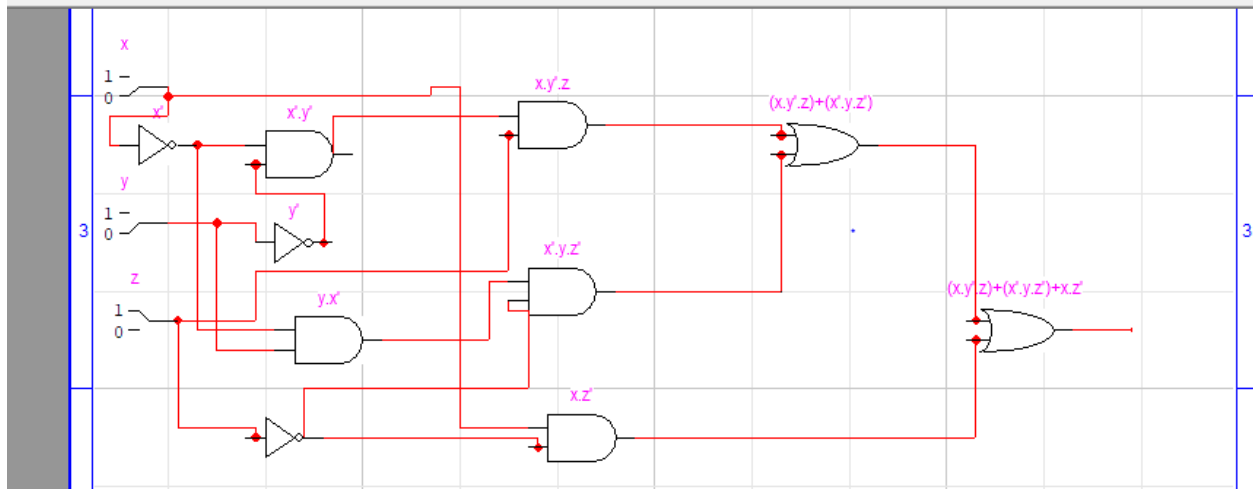 x
1
0
x'
x'.y'
x.y'.z
(x.y'.z)+(x'.y.z')
y
1
0
y'
3
3
x'.y.z'
z
1
0
y.x'
(x.y'.z)+(x'.y.z')+x.z'
x.z'